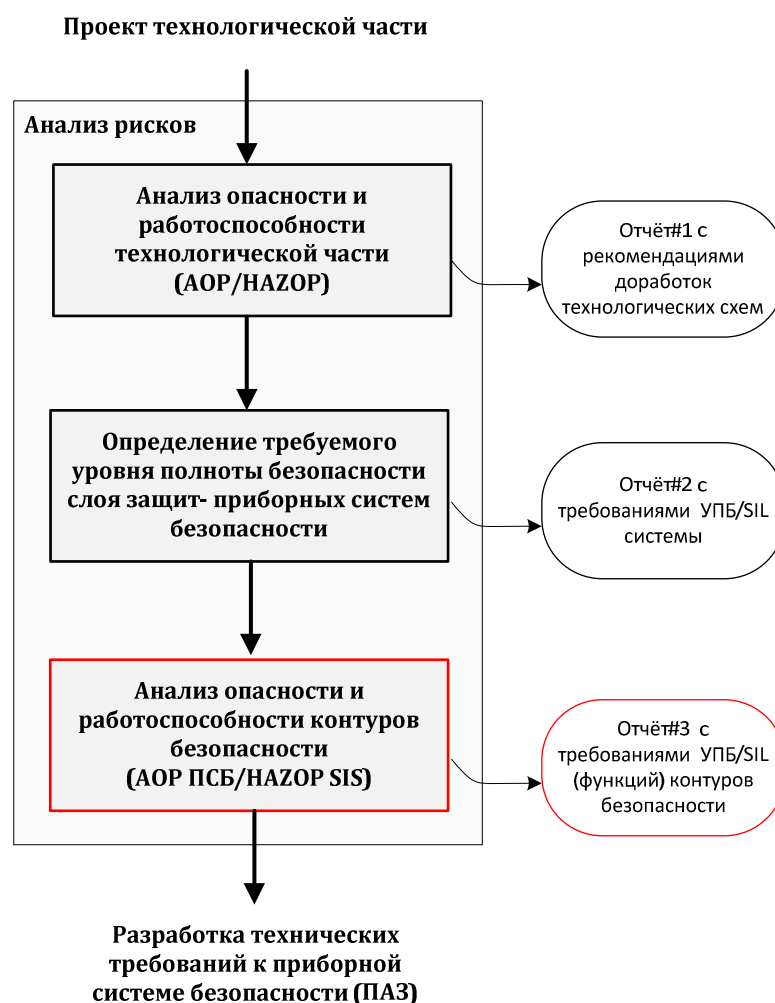 Проект технологической части
Анализ рисков
Анализ опасности и
работоспособности
технологической части
(АОР/HAZOP)
Отчёт#1 с
рекомендациями
доработок
технологических схем
Определение требуемого
уровня полноты безопасности
слоя защит- приборных систем
безопасности
Отчёт#2 с
требованиями УПБ/SIL
системы
Анализ опасности и
работоспособности контуров
безопасности
(АОР ПСБ/HAZOP SIS)
Отчёт#3 с
требованиями УПБ/SIL
(функций) контуров
безопасности
Разработка технических
требований к приборной
системе безопасности (ПАЗ)